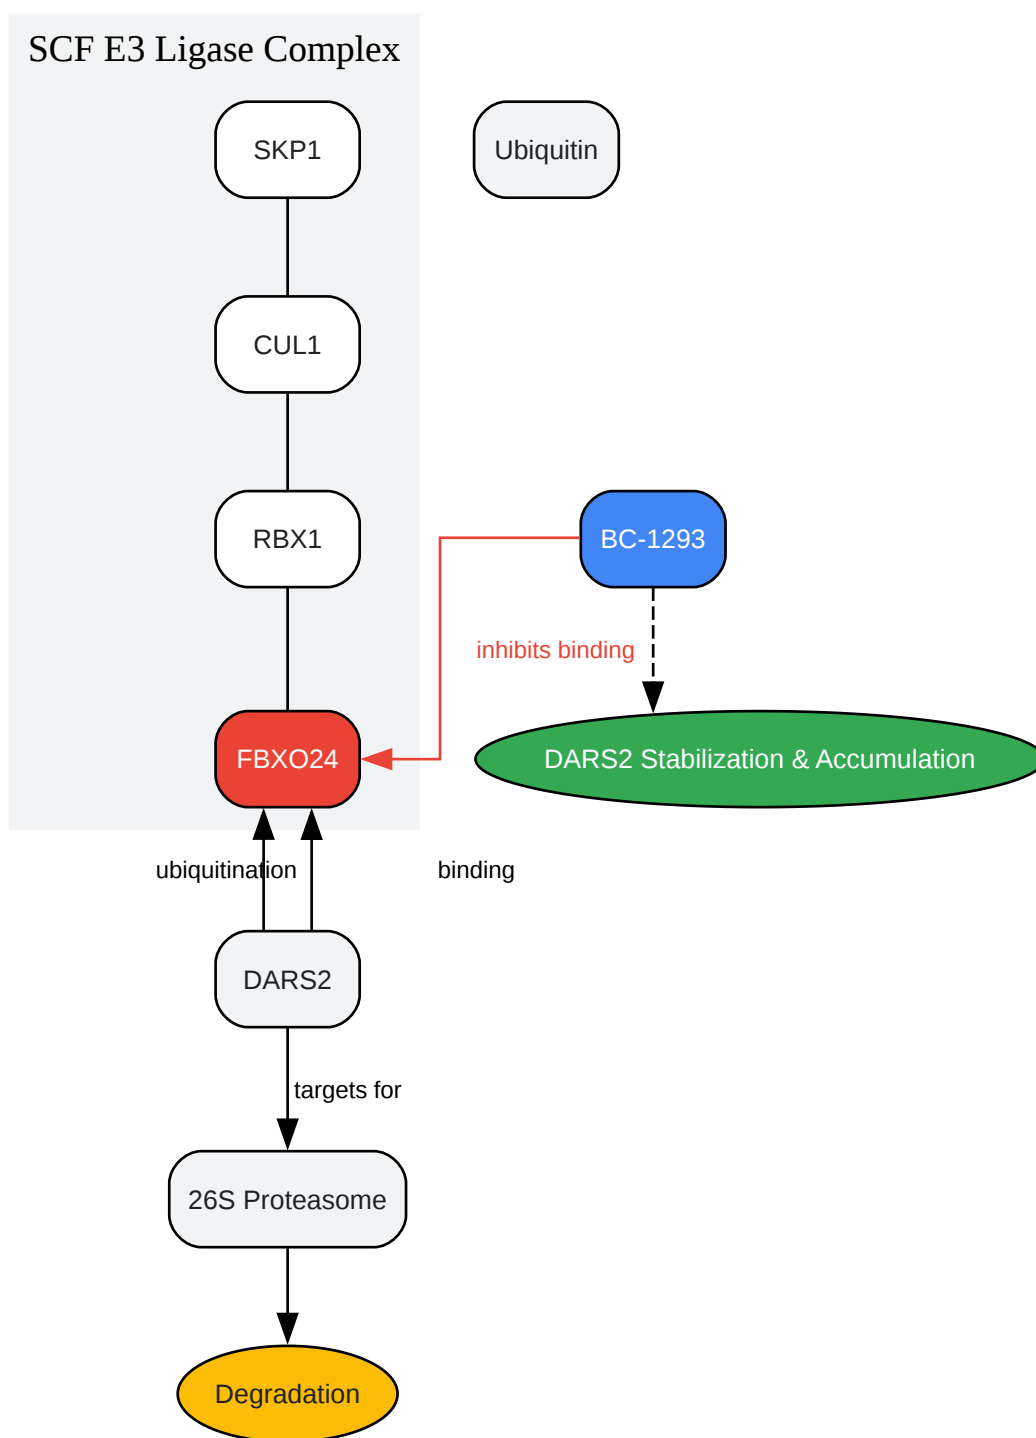 SCF E3 Ligase Complex
SKP1
Ubiquitin
CUL1
RBX1
BC-1293
inhibits binding
FBXO24
DARS2 Stabilization & Accumulation
ubiquitination
binding
DARS2
targets for
26S Proteasome
Degradation